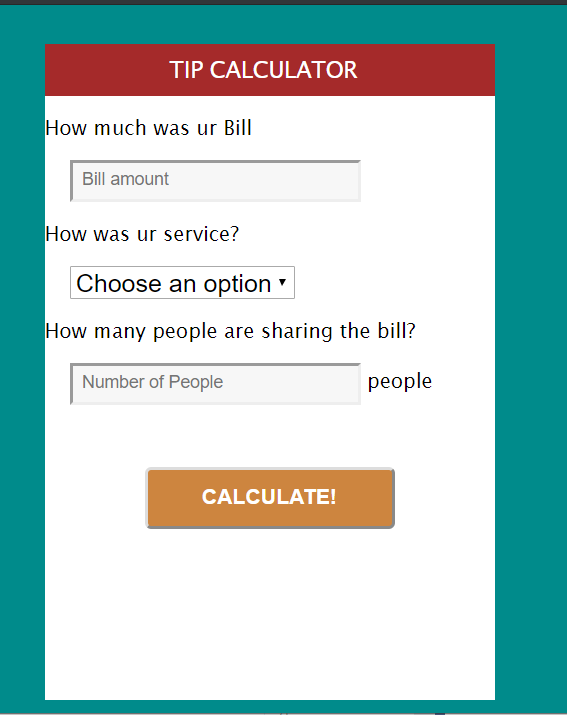 TIP CALCULATOR
How much was ur Bill
Bill amount
How was ur service?
Choose an option
How many people are sharing the bill?
Number of People people
CALCULATE!